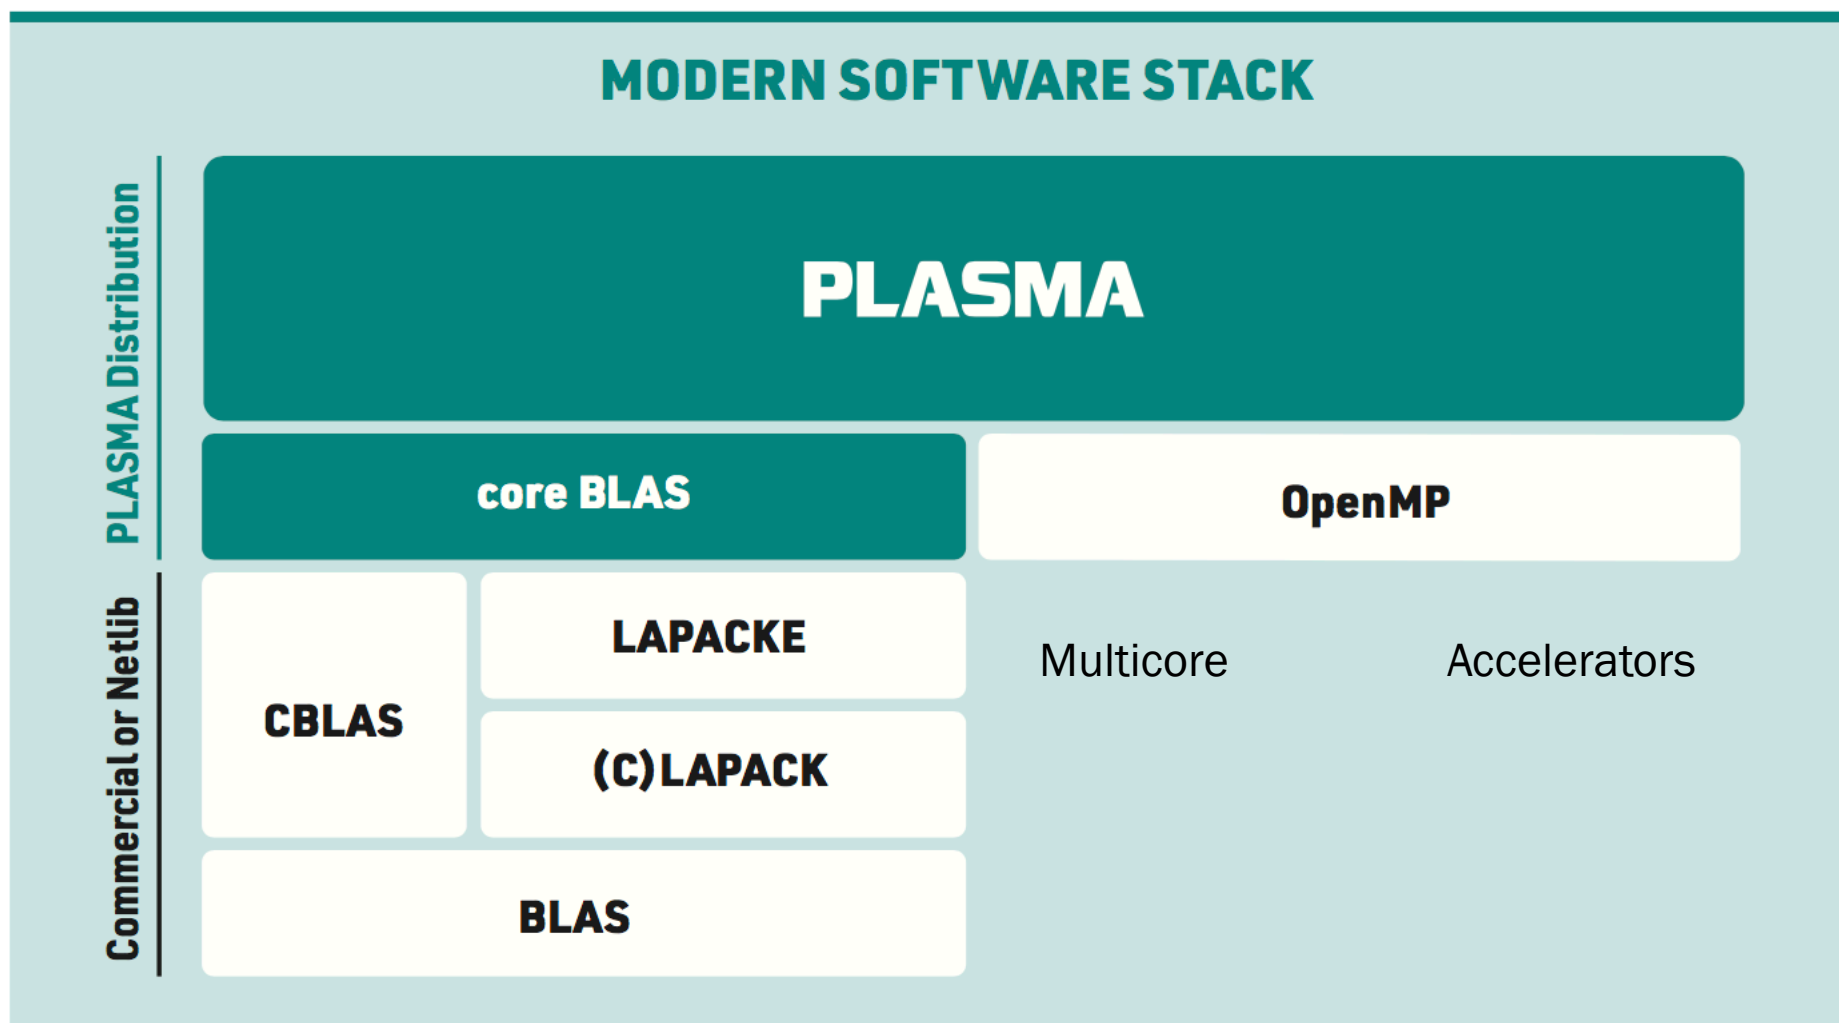 MODERN SOFTWARE STACK
PLASMA Distribution
PLASMA
core BLAS
OpenMP
Commercial or Netlib
CBLAS
LAPACKE
(C)LAPACK
BLAS
Multicore
Accelerators